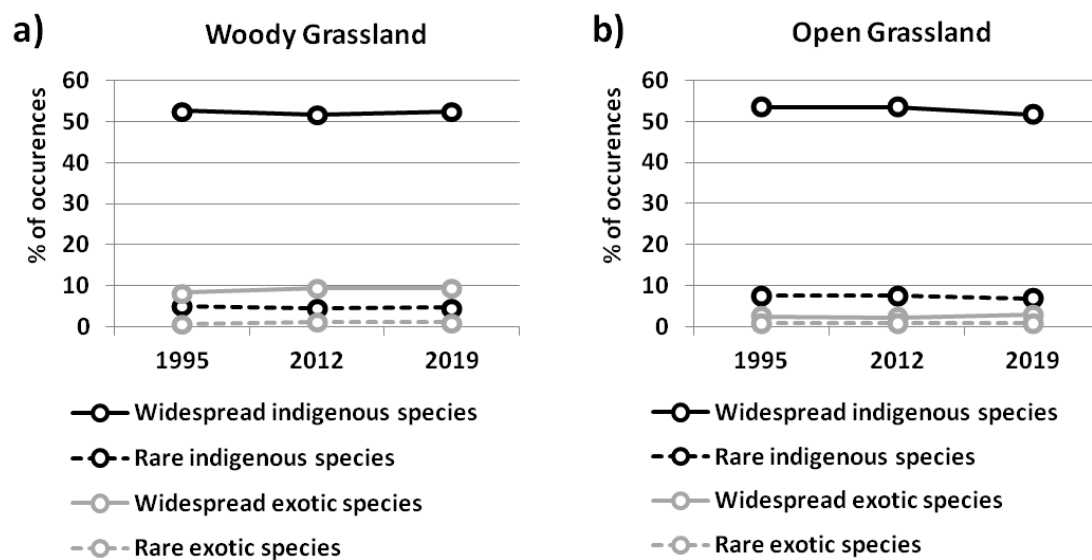 a)
Woody Grassland
% of occurences
60
50
40
30
20
10
0
1995 2012 2019
Widespread indigenous species
Rare indigenous species
Widespread exotic species
Rare exotic species
b)
Open Grassland
% of occurences
60
50
40
30
20
10
0
1995 2012 2019
Widespread indigenous species
Rare indigenous species
Widespread exotic species
Rare exotic species